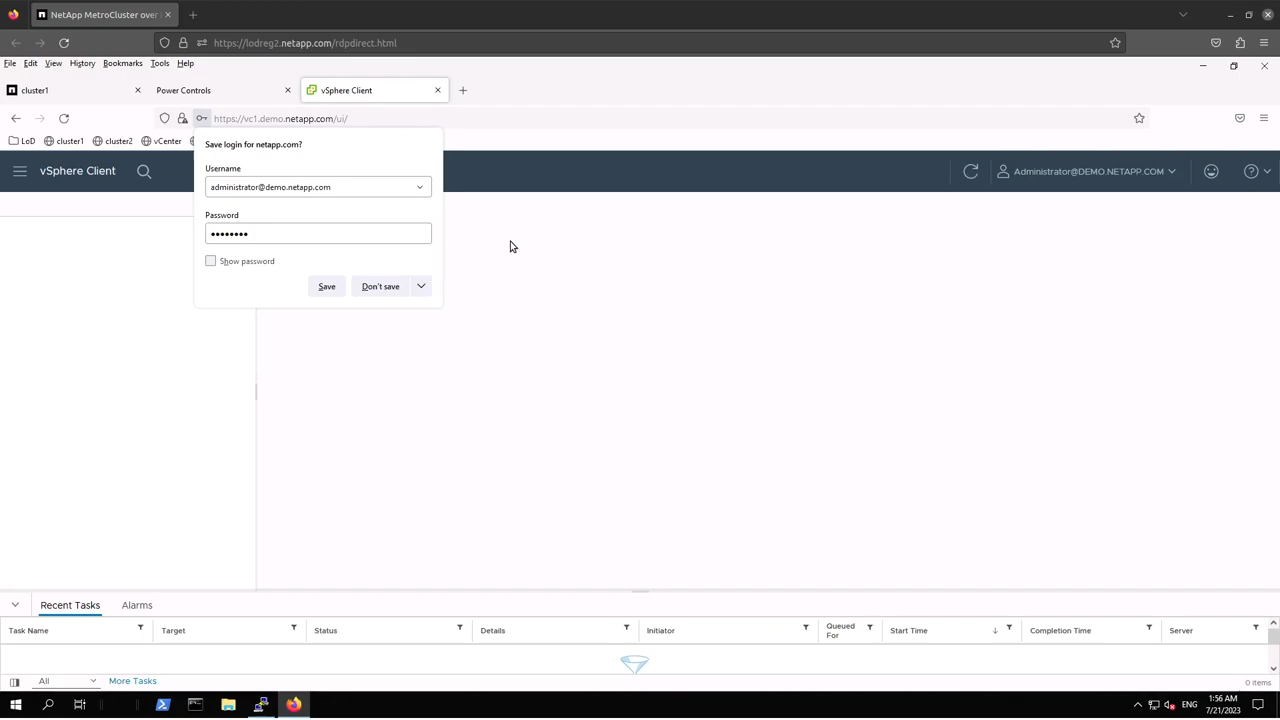 NetApp MetroCluster over
https://lodreg2.netapp.com/rdpdirect.html
File Edit View History Bookmarks Tools Help
cluster1 Power Controls vSphere Client
https://vc1.demo.netapp.com/ui/
LoD cluster1 cluster2 vCenter
vSphere Client Administrator@DEMO.NETAPP.COM
Save login for netapp.com?
Username
administrator@demo.netapp.com
Password
••••••••
Show password
Save Don't save
Recent Tasks Alarms
Task Name Target Status Details Initiator Queued For Start Time Completion Time Server
All More Tasks 0 items
ENG 1:56 AM
7/21/2023